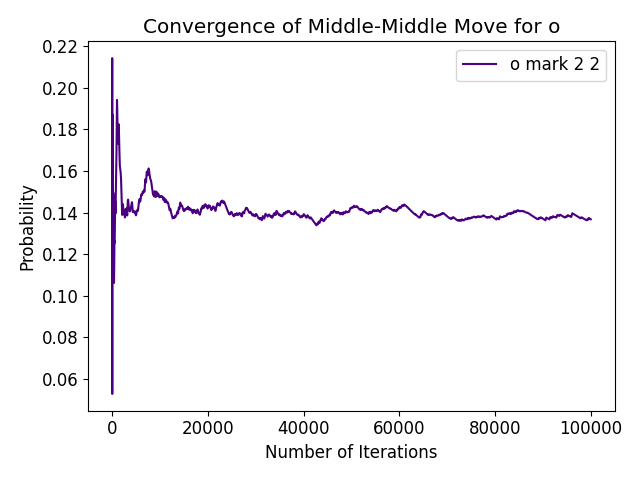 Convergence of Middle-Middle Move for o
o mark 2 2
Probability
0.22
0.20
0.18
0.16
0.14
0.12
0.10
0.08
0.06
0 20000 40000 60000 80000 100000
Number of Iterations